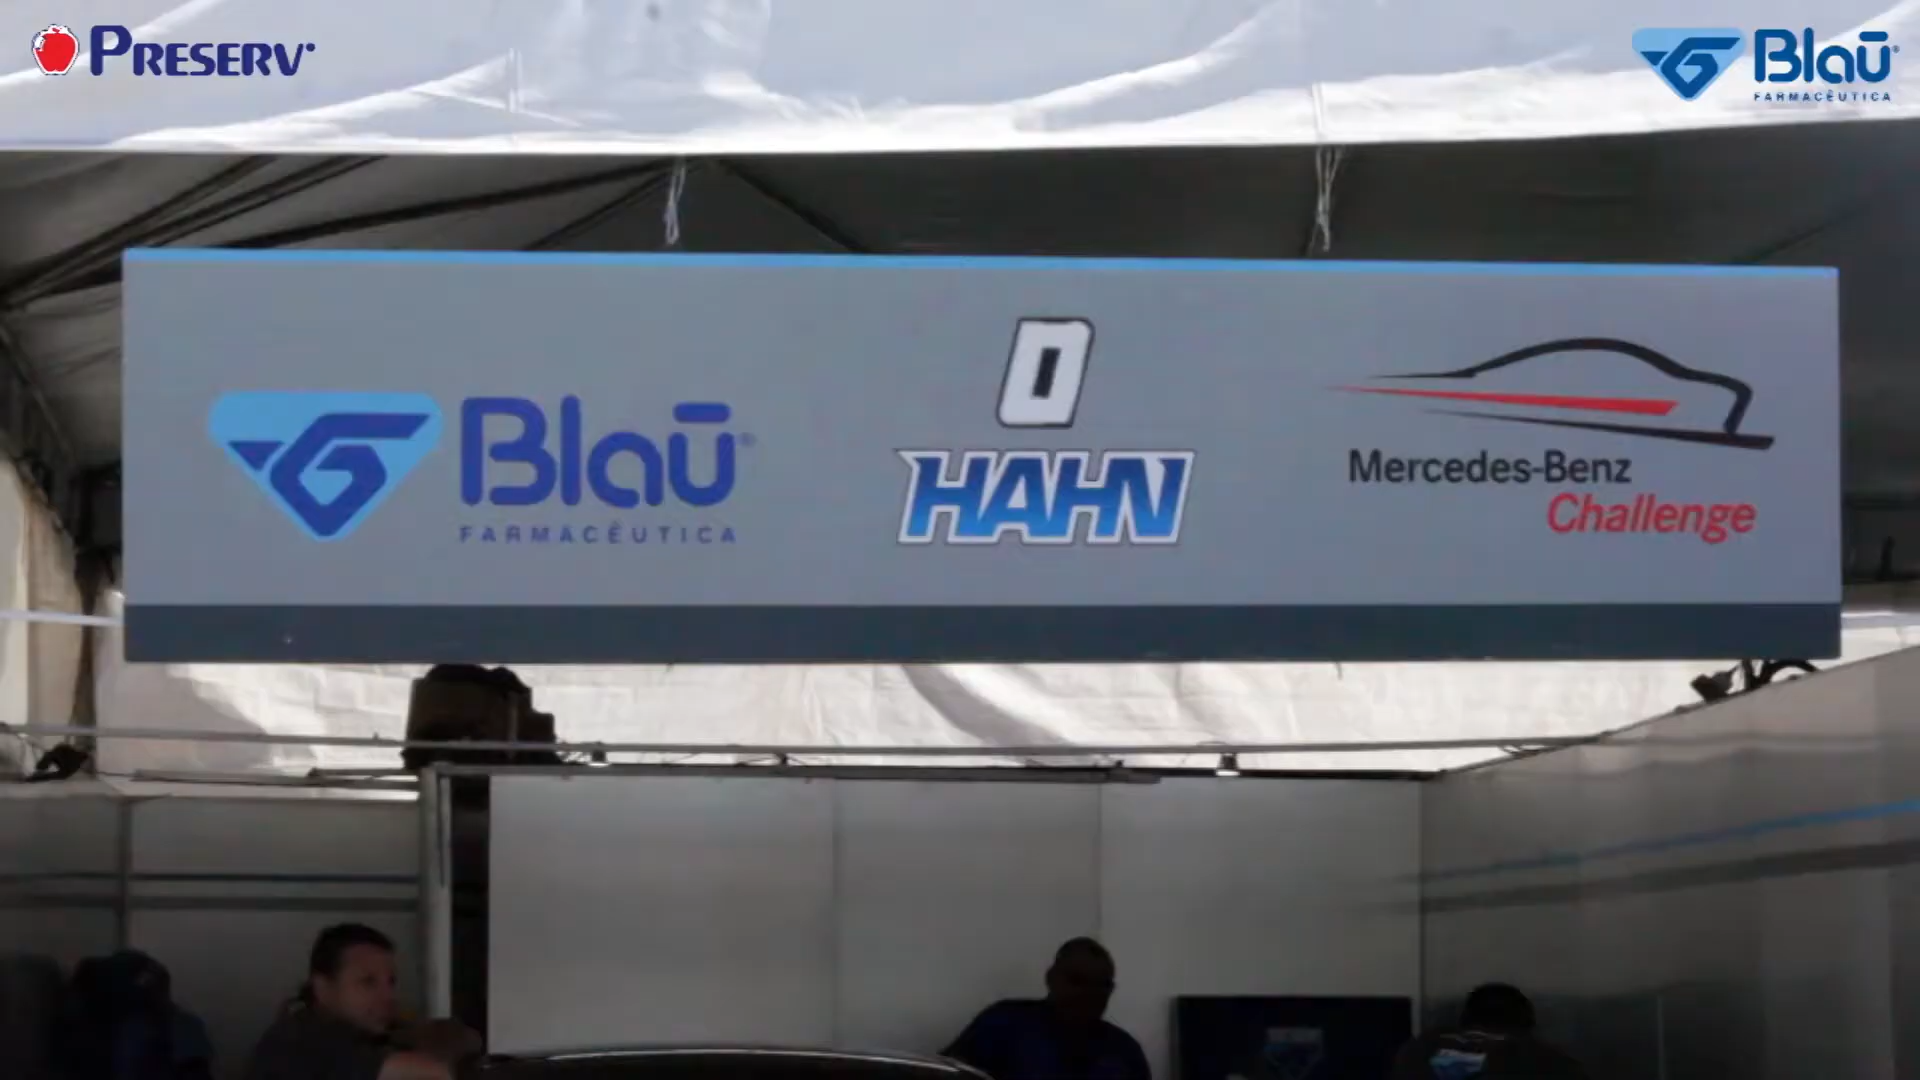 PRESERV
Blaū
FARMACÊUTICA
Blaū
FARMACÊUTICA
0
HAHN
Mercedes-Benz
Challenge